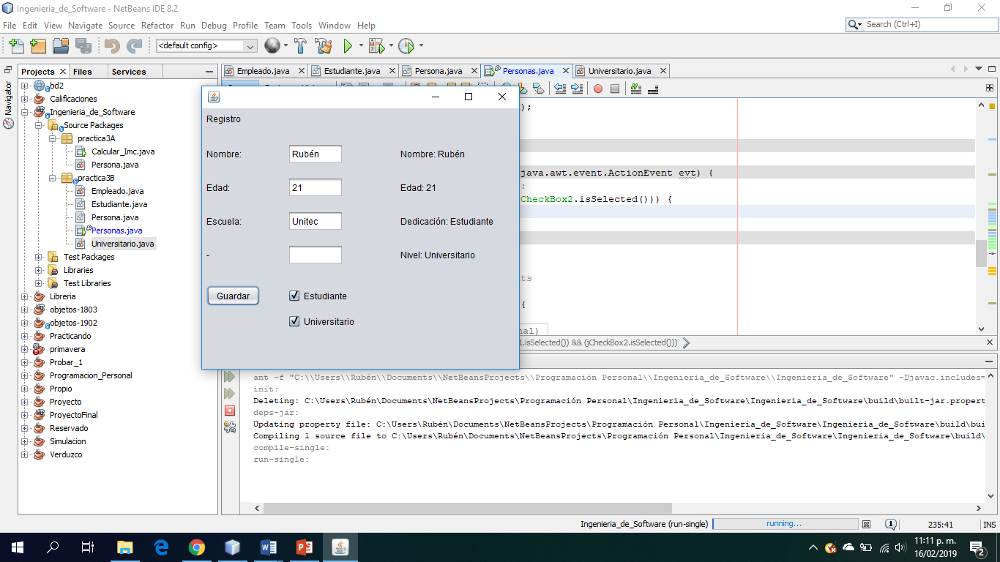 Ingenieria_de_Software - NetBeans IDE 8.2
File Edit View Navigate Source Refactor Run Debug Profile Team Tools Window Help
Search (Ctrl+I)
<default config>
Projects Files Services
Empleado.java Estudiante.java Persona.java Personas.java Universitario.java
Navigator
bd2
Calificaciones
Ingenieria_de_Software
Source Packages
practica3A
Calcular_Imc.java
Persona.java
practica3B
Empleado.java
Estudiante.java
Persona.java
Personas.java
Universitario.java
Test Packages
Libraries
Test Libraries
Libreria
objetos-1803
objetos-1902
Practicando
primavera
Probar_1
Programacion_Personal
Propio
Proyecto
ProyectoFinal
Reservado
Simulacion
Verduzco
Registro
Nombre: Rubén Nombre: Rubén
Edad: 21 Edad: 21
Escuela: Unitec Dedicación: Estudiante
- Nivel: Universitario
Guardar Estudiante
Universitario
);
java.awt.event.ActionEvent evt) {
:
CheckBox2.isSelected())) {
ts
{
nal)
1.isSelected()) && (jCheckBox2.isSelected()))
ant -f "C:\\Users\\Rubén\\Documents\\NetBeansProjects\\Programación Personal\\Ingenieria_de_Software\\Ingenieria_de_Software" -Djavac.includes=
init:
Deleting: C:\Users\Rubén\Documents\NetBeansProjects\Programación Personal\Ingenieria_de_Software\Ingenieria_de_Software\build\built-jar.propert
deps-jar:
Updating property file: C:\Users\Rubén\Documents\NetBeansProjects\Programación Personal\Ingenieria_de_Software\Ingenieria_de_Software\build\bui
Compiling 1 source file to C:\Users\Rubén\Documents\NetBeansProjects\Programación Personal\Ingenieria_de_Software\Ingenieria_de_Software\build\
compile-single:
run-single:
Ingenieria_de_Software (run-single) running... 1 235:41 INS
11:11 p. m.
16/02/2019
2